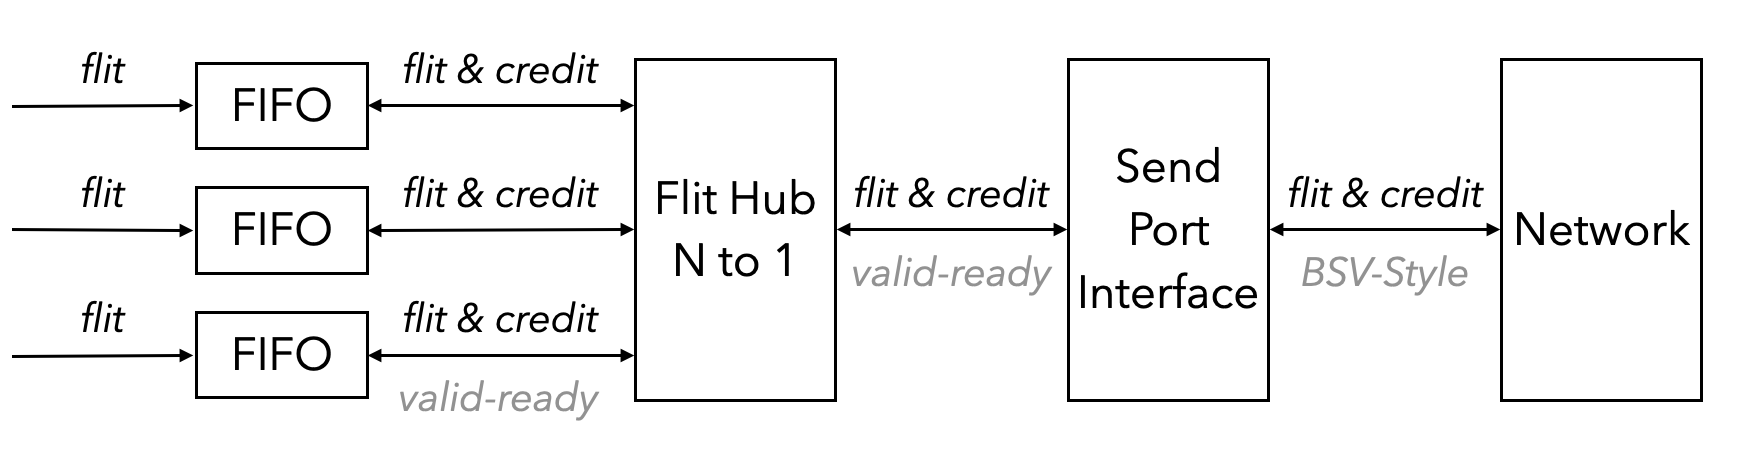 flit
FIFO
flit & credit
flit
FIFO
flit & credit
flit
FIFO
flit & credit
valid-ready
Flit Hub
N to 1
flit & credit
valid-ready
Send
Port
Interface
flit & credit
BSV-Style
Network